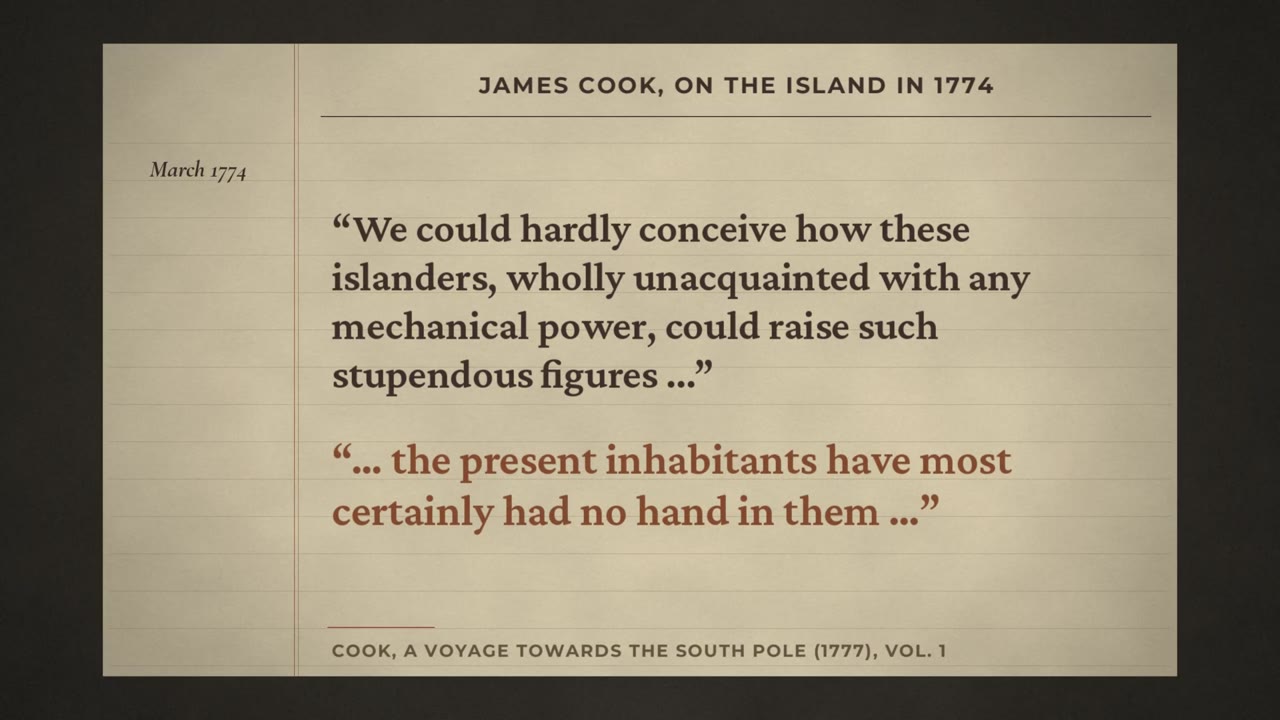 JAMES COOK, ON THE ISLAND IN 1774
March 1774
“We could hardly conceive how these
islanders, wholly unacquainted with any
mechanical power, could raise such
stupendous figures ...”
“... the present inhabitants have most
certainly had no hand in them ...”
COOK, A VOYAGE TOWARDS THE SOUTH POLE (1777), VOL. 1